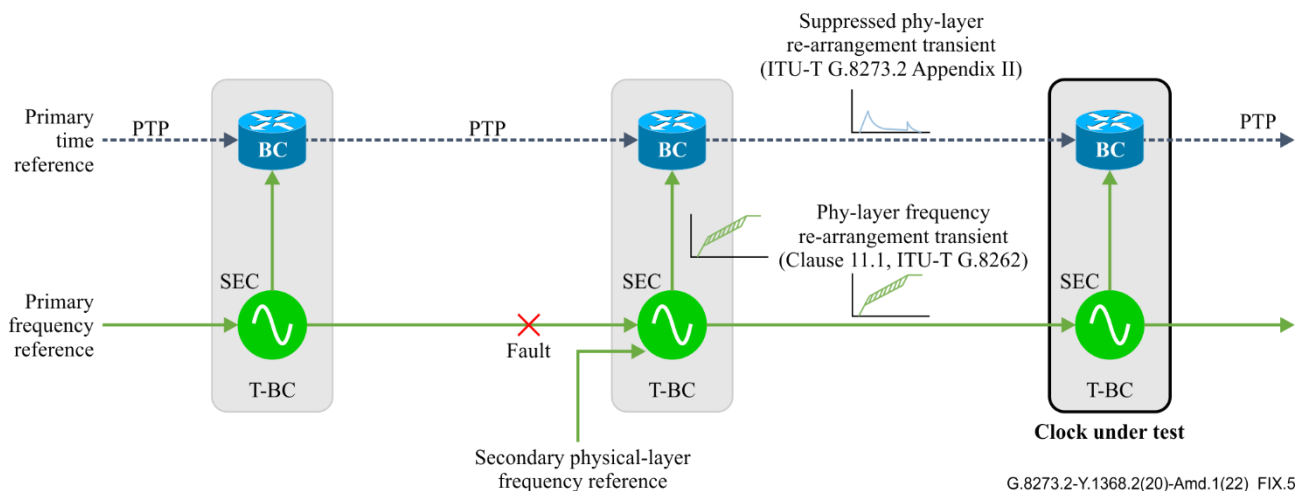 Suppressed phy-layer
re-arrangement transient
(ITU-T G.8273.2 Appendix II)
Primary
time
reference
PTP
PTP
PTP
BC
BC
BC
Phy-layer frequency
re-arrangement transient
(Clause 11.1, ITU-T G.8262)
SEC
SEC
SEC
Primary
frequency
reference
Fault
T-BC
T-BC
T-BC
Clock under test
Secondary physical-layer
frequency reference
G.8273.2-Y.1368.2(20)-Amd.1(22)_FIX.5